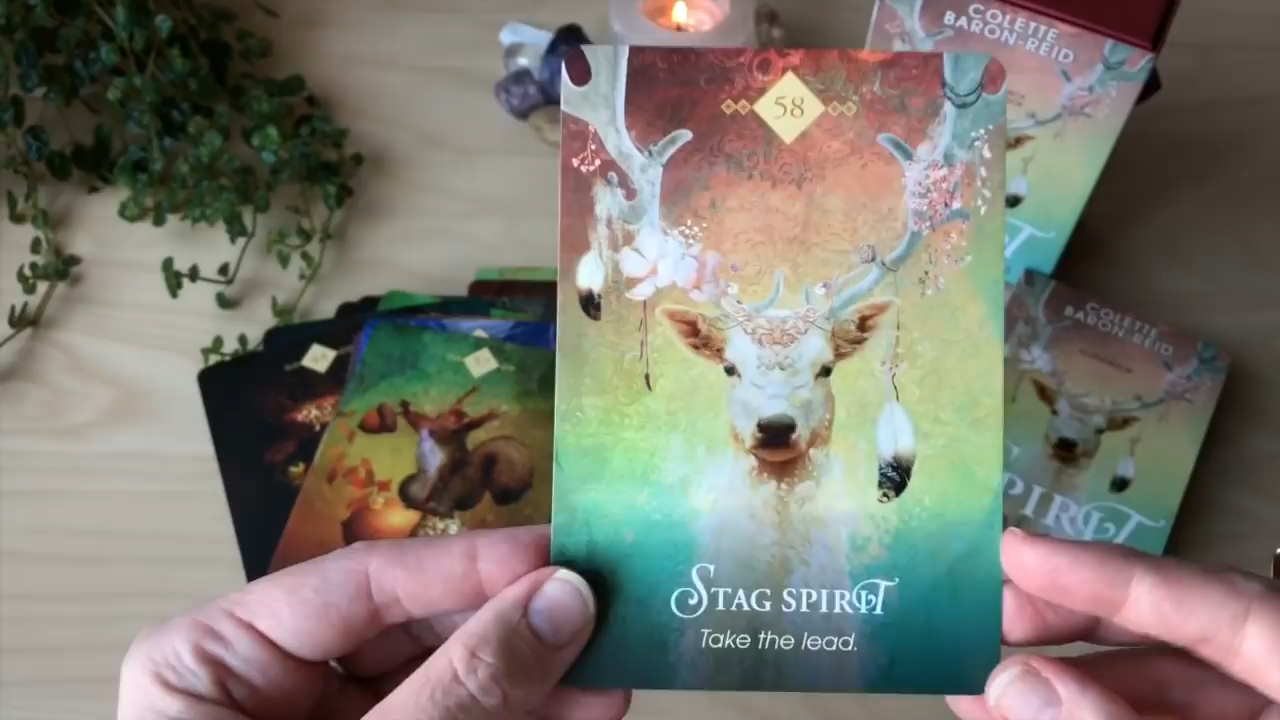 COLETTE
BARON-REID
58
STAG SPIRIT
Take the lead.
COLETTE
BARON-REID
SPIRIT